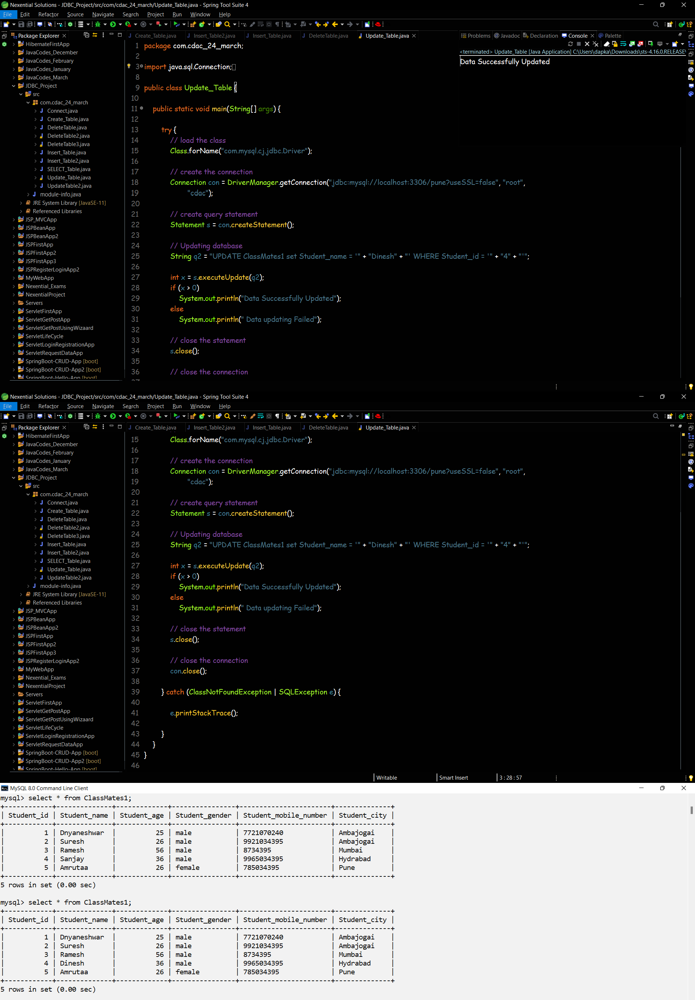 Nexential Solutions - JDBC_Project/src/com/cdac_24_march/Update_Table.java - Spring Tool Suite 4
File Edit Refactor Source Navigate Search Project Run Window Help
Package Explorer
HibernateFirstApp
JavaCodes_December
JavaCodes_February
JavaCodes_January
JavaCodes_March
JDBC_Project
src
com.cdac_24_march
Connect.java
Create_Table.java
DeleteTable.java
DeleteTable2.java
DeleteTable3.java
Insert_Table.java
Insert_Table2.java
SELECT_Table.java
Update_Table.java
UpdateTable2.java
module-info.java
JRE System Library [JavaSE-11]
Referenced Libraries
JSP_MVCApp
JSPBeanApp
JSPBeanApp2
JSPFirstApp
JSPFirstApp2
JSPFirstApp3
JSPRegisterLoginApp2
MyWebApp
Nexential_Exams
NexentialProject
Servers
ServletFirstApp
ServletGetPostApp
ServletGetPostUsingWizaard
ServletLifeCycle
ServletLoginRegistrationApp
ServletRequestDataApp
SpringBoot-CRUD-App [boot]
SpringBoot-CRUD-App2 [boot]
SpringBoot-Hello-App [boot]
Create_Table.java Insert_Table2.java Insert_Table.java DeleteTable.java Update_Table.java
1 package com.cdac_24_march;
2
3 import java.sql.Connection;
8
9 public class Update_Table {
10
11 public static void main(String[] args) {
12
13 try {
14 // load the class
15 Class.forName("com.mysql.cj.jdbc.Driver");
16
17 // create the connection
18 Connection con = DriverManager.getConnection("jdbc:mysql://localhost:3306/pune?useSSL=false", "root",
19 "cdac");
20
21 // create query statement
22 Statement s = con.createStatement();
23
24 // Updating database
25 String q2 = "UPDATE ClassMates1 set Student_name = '" + "Dinesh" + "' WHERE Student_id = '" + "4" + "'";
26
27 int x = s.executeUpdate(q2);
28 if (x > 0)
29 System.out.println("Data Successfully Updated");
30 else
31 System.out.println(" Data updating Failed");
32
33 // close the statement
34 s.close();
35
36 // close the connection
37
Problems Javadoc Declaration Console Palette
<terminated> Update_Table [Java Application] C:\Users\dapka\Downloads\sts-4.16.0.RELEASE\
Data Successfully Updated
Nexential Solutions - JDBC_Project/src/com/cdac_24_march/Update_Table.java - Spring Tool Suite 4
File Edit Refactor Source Navigate Search Project Run Window Help
Package Explorer
HibernateFirstApp
JavaCodes_December
JavaCodes_February
JavaCodes_January
JavaCodes_March
JDBC_Project
src
com.cdac_24_march
Connect.java
Create_Table.java
DeleteTable.java
DeleteTable2.java
DeleteTable3.java
Insert_Table.java
Insert_Table2.java
SELECT_Table.java
Update_Table.java
UpdateTable2.java
module-info.java
JRE System Library [JavaSE-11]
Referenced Libraries
JSP_MVCApp
JSPBeanApp
JSPBeanApp2
JSPFirstApp
JSPFirstApp2
JSPFirstApp3
JSPRegisterLoginApp2
MyWebApp
Nexential_Exams
NexentialProject
Servers
ServletFirstApp
ServletGetPostApp
ServletGetPostUsingWizaard
ServletLifeCycle
ServletLoginRegistrationApp
ServletRequestDataApp
SpringBoot-CRUD-App [boot]
SpringBoot-CRUD-App2 [boot]
SpringBoot-Hello-App [boot]
Create_Table.java Insert_Table2.java Insert_Table.java DeleteTable.java Update_Table.java
15 Class.forName("com.mysql.cj.jdbc.Driver");
16
17 // create the connection
18 Connection con = DriverManager.getConnection("jdbc:mysql://localhost:3306/pune?useSSL=false", "root",
19 "cdac");
20
21 // create query statement
22 Statement s = con.createStatement();
23
24 // Updating database
25 String q2 = "UPDATE ClassMates1 set Student_name = '" + "Dinesh" + "' WHERE Student_id = '" + "4" + "'";
26
27 int x = s.executeUpdate(q2);
28 if (x > 0)
29 System.out.println("Data Successfully Updated");
30 else
31 System.out.println(" Data updating Failed");
32
33 // close the statement
34 s.close();
35
36 // close the connection
37 con.close();
38
39 } catch (ClassNotFoundException | SQLException e) {
40
41 e.printStackTrace();
42
43 }
44 }
45 }
46
Writable Smart Insert 3 : 28 : 57
MySQL 8.0 Command Line Client
mysql> select * from ClassMates1;
+------------+--------------+-------------+----------------+-----------------------+--------------+
| Student_id | Student_name | Student_age | Student_gender | Student_mobile_number | Student_city |
+------------+--------------+-------------+----------------+-----------------------+--------------+
| 1 | Dnyaneshwar | 25 | male | 7721070240 | Ambajogai |
| 2 | Suresh | 26 | male | 9921034395 | Ambajogai |
| 3 | Ramesh | 56 | male | 8734395 | Mumbai |
| 4 | Sanjay | 36 | male | 9965034395 | Hydrabad |
| 5 | Amrutaa | 26 | female | 785034395 | Pune |
+------------+--------------+-------------+----------------+-----------------------+--------------+
5 rows in set (0.00 sec)
mysql> select * from ClassMates1;
+------------+--------------+-------------+----------------+-----------------------+--------------+
| Student_id | Student_name | Student_age | Student_gender | Student_mobile_number | Student_city |
+------------+--------------+-------------+----------------+-----------------------+--------------+
| 1 | Dnyaneshwar | 25 | male | 7721070240 | Ambajogai |
| 2 | Suresh | 26 | male | 9921034395 | Ambajogai |
| 3 | Ramesh | 56 | male | 8734395 | Mumbai |
| 4 | Dinesh | 36 | male | 9965034395 | Hydrabad |
| 5 | Amrutaa | 26 | female | 785034395 | Pune |
+------------+--------------+-------------+----------------+-----------------------+--------------+
5 rows in set (0.00 sec)